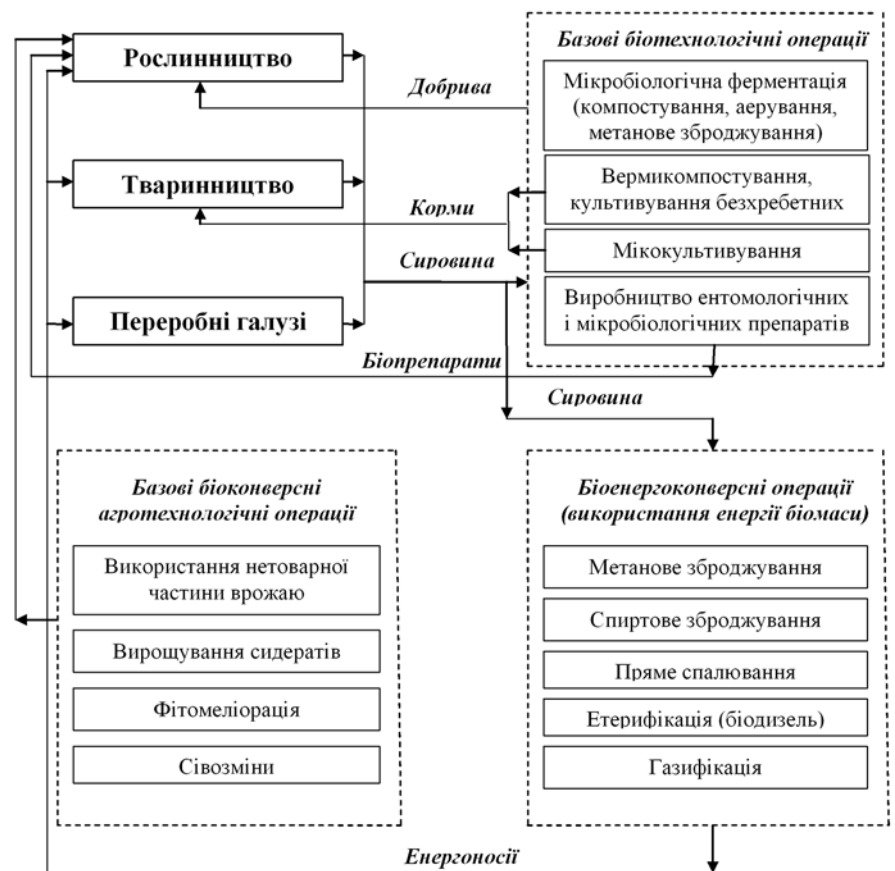 Рослинництво
Добрива
Тваринництво
Корми
Сировина
Переробні галузі
Біопрепарати
Базові біотехнологічні операції
Мікробіологічна ферментація
(компостування, аерування,
метанове зброджування)
Вермикомпостування,
культивування безхребетних
Мікокультивування
Виробництво ентомологічних
і мікробіологічних препаратів
Сировина
Базові біоконверсні
агротехнологічні операції
Використання нетоварної
частини врожаю
Вирощування сидератів
Фітомеліорація
Сівозміни
Біоенергоконверсні операції
(використання енергії біомаси)
Метанове зброджування
Спиртове зброджування
Пряме спалювання
Етерифікація (біодизель)
Газифікація
Енергоносії